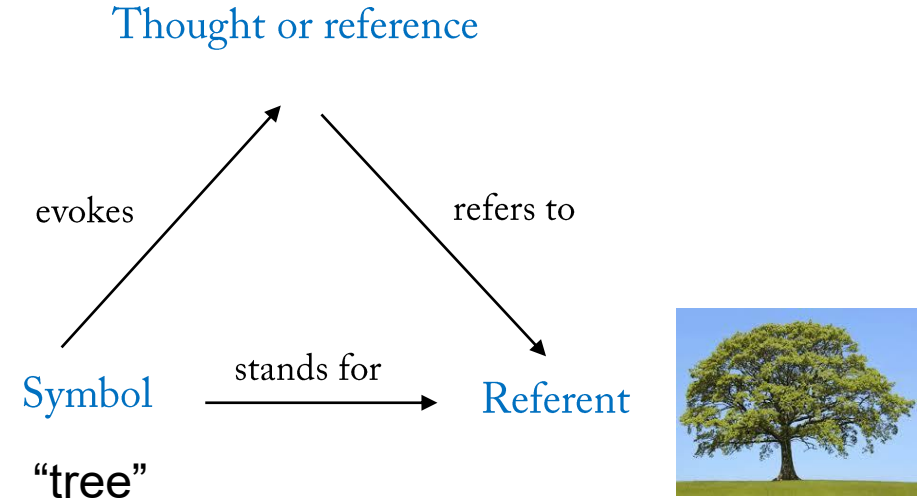 Thought or reference
evokes
refers to
stands for
Symbol
Referent
“tree”